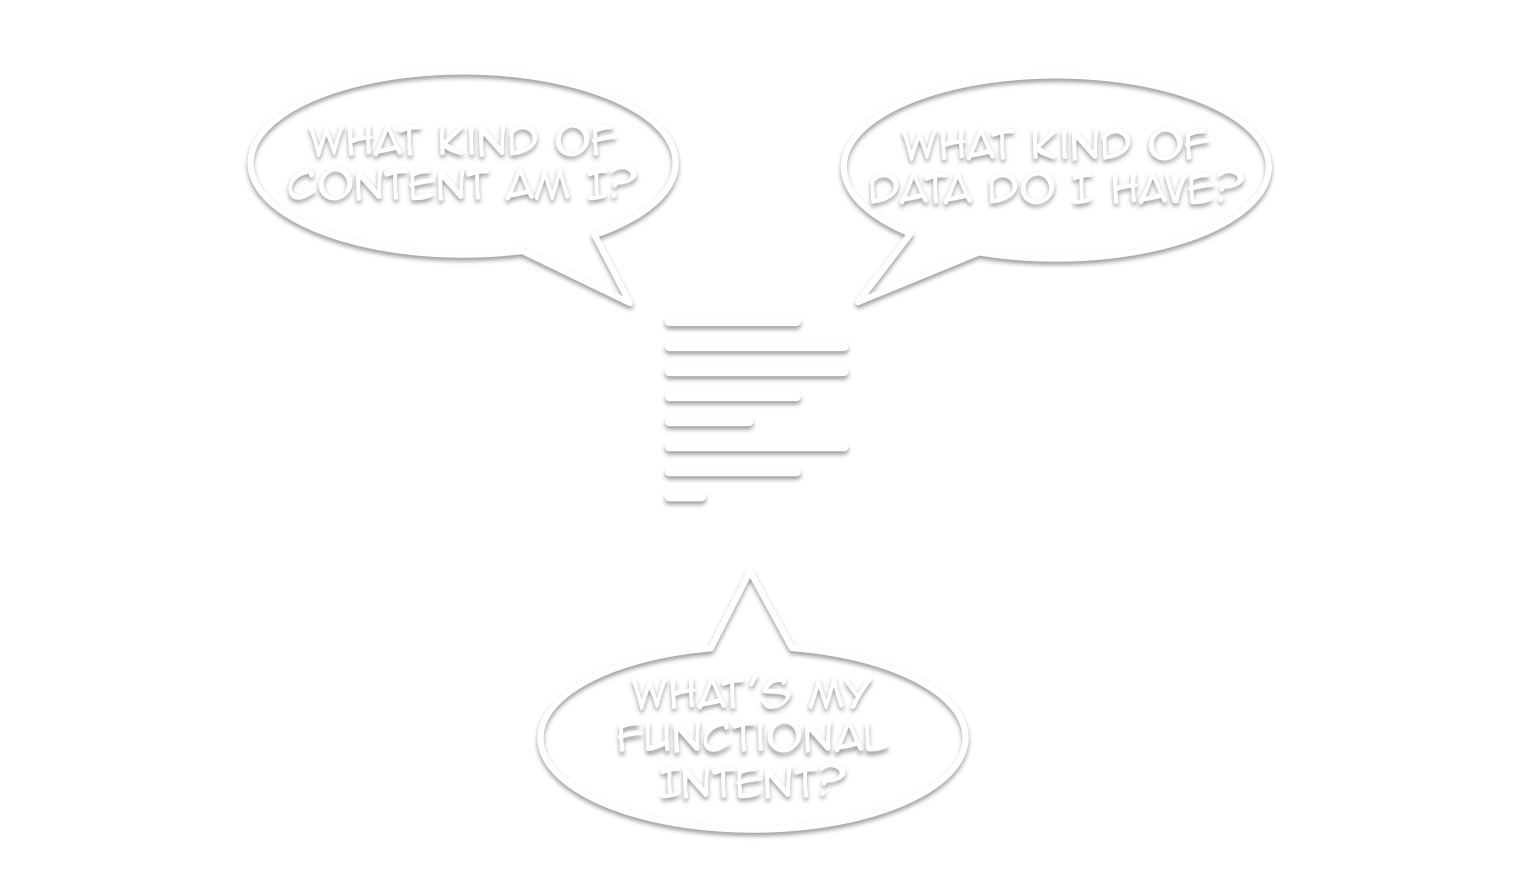 WHAT KIND OF
CONTENT AM I?
WHAT KIND OF
DATA DO I HAVE?
WHAT'S MY
FUNCTIONAL
INTENT?